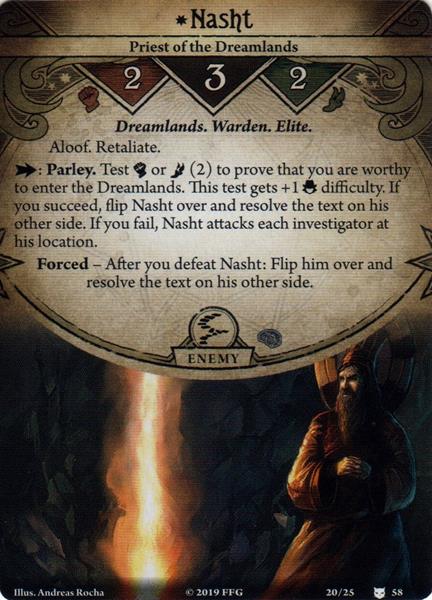 Nasht
Priest of the Dreamlands
2 3 2
Dreamlands. Warden. Elite.
Aloof. Retaliate.
: Parley. Test or (2) to prove that you are worthy
to enter the Dreamlands. This test gets +1 difficulty. If
you succeed, flip Nasht over and resolve the text on his
other side. If you fail, Nasht attacks each investigator at
his location.
Forced – After you defeat Nasht: Flip him over and
resolve the text on his other side.
ENEMY
Illus. Andreas Rocha © 2019 FFG 20/25 58